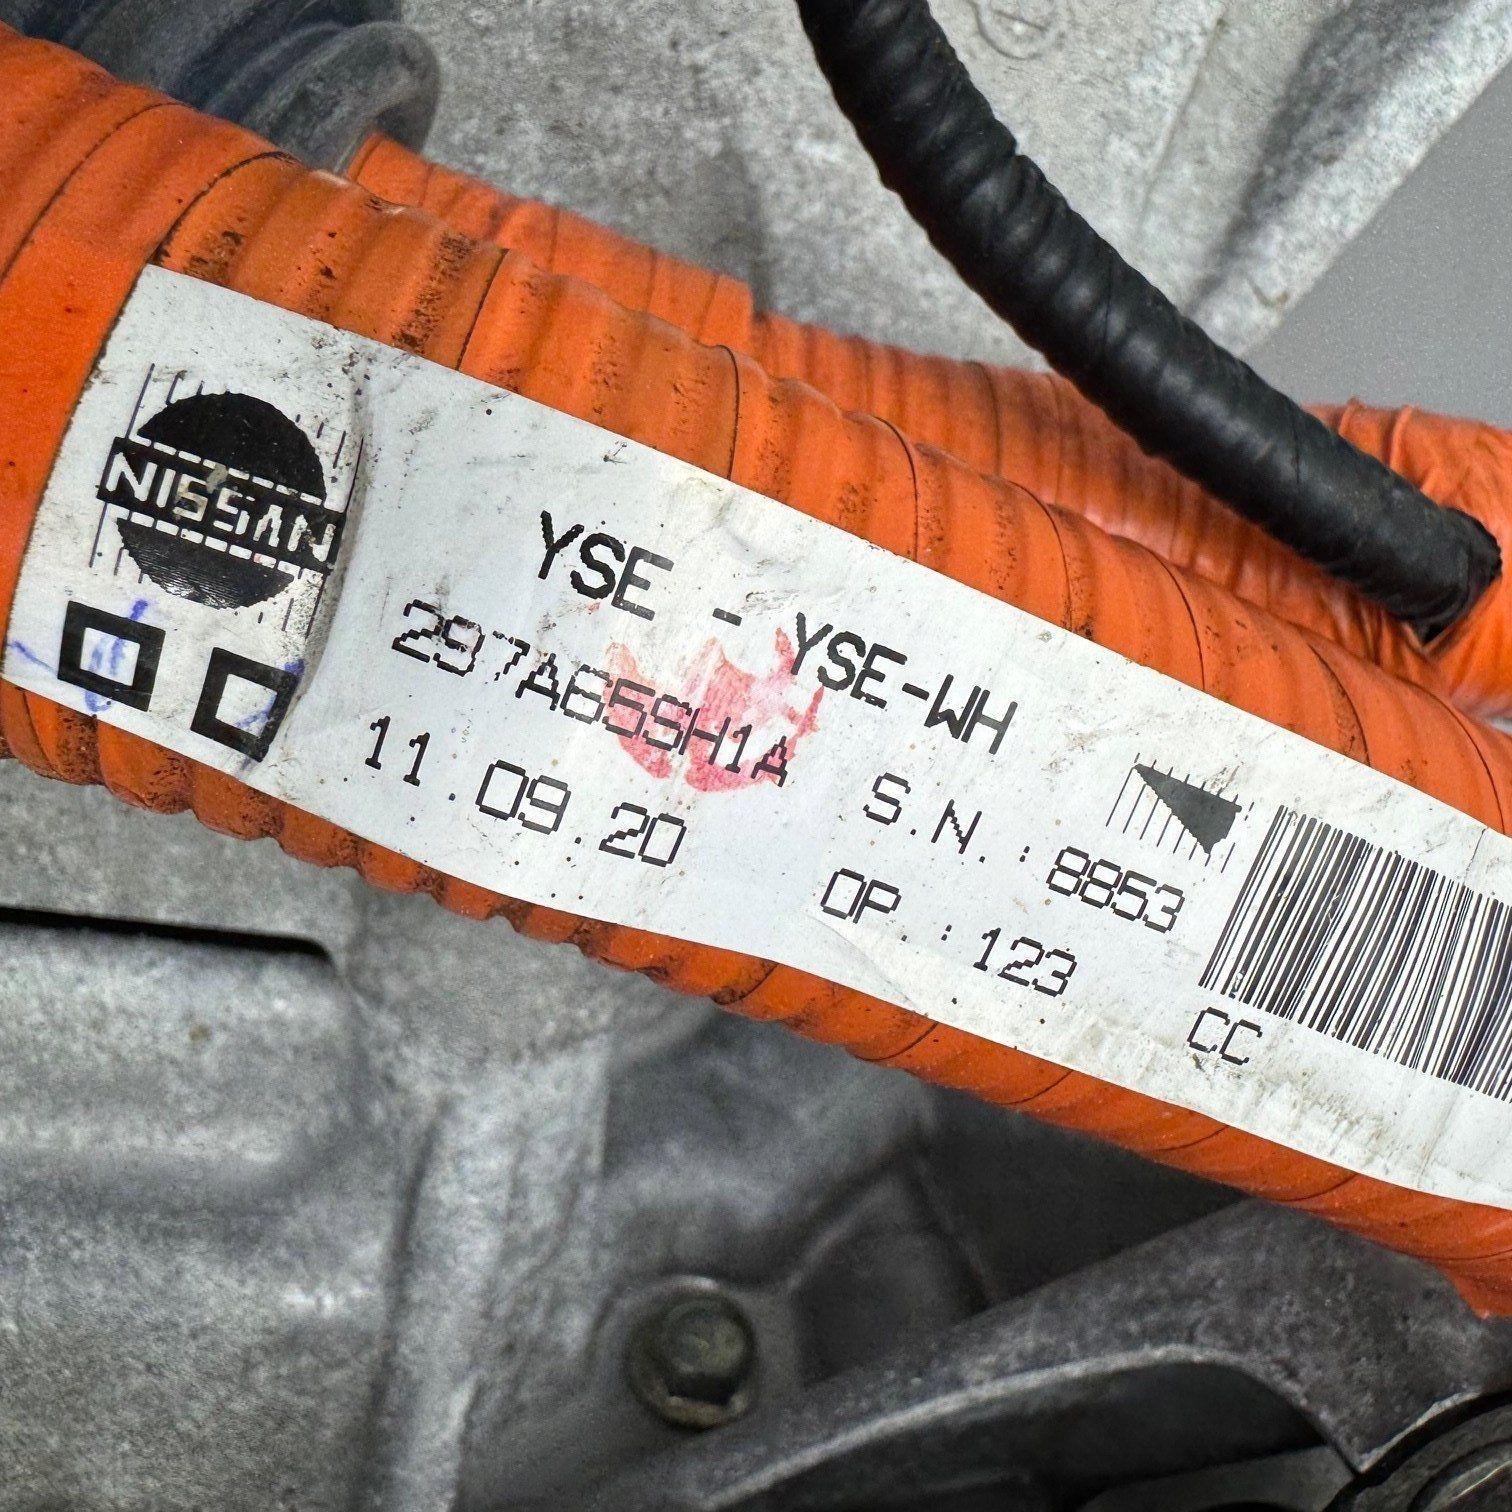 NISSAN
YSE - YSE-WH
297A65SH1A
11.09.20
S.N.:8853
OP.:123
CC